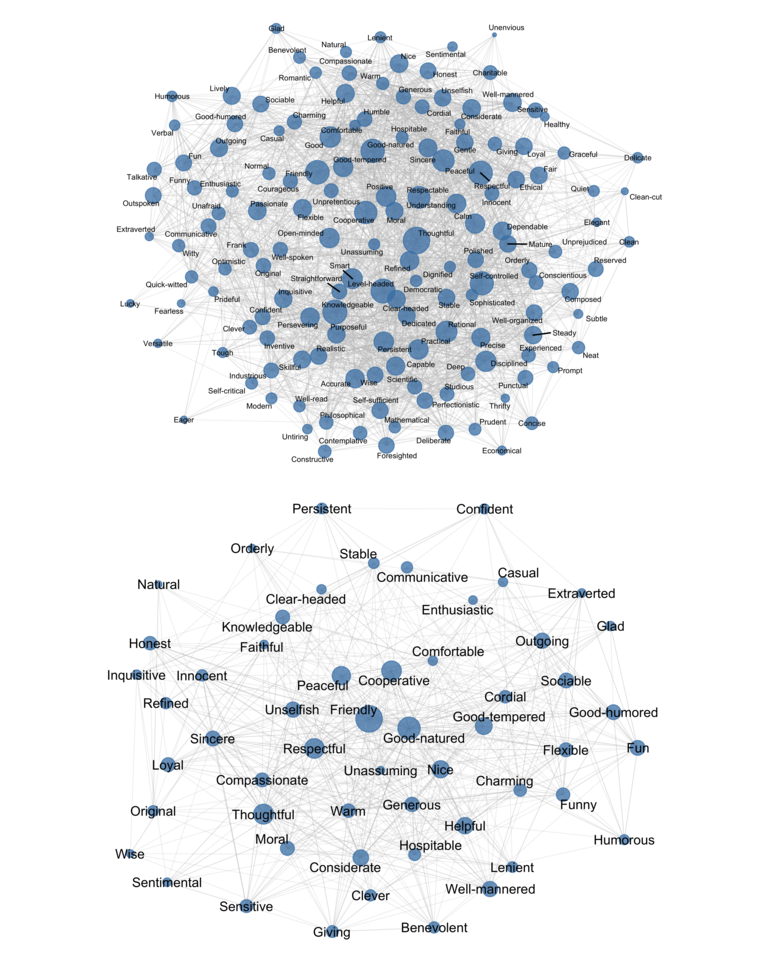 Glad
Unenvious
Lenient
Natural
Benevolent
Sentimental
Compassionate
Nice
Romantic
Warm
Honest
Charitable
Lively
Generous
Unselfish
Humorous
Sociable
Helpful
Well-mannered
Good-humored
Charming
Humble
Cordial
Considerate
Sensitive
Verbal
Casual
Comfortable
Hospitable
Faithful
Healthy
Outgoing
Good
Good-natured
Gentle
Giving
Loyal
Graceful
Delicate
Fun
Normal
Friendly
Good-tempered
Sincere
Peaceful
Fair
Talkative
Funny
Enthusiastic
Courageous
Positive
Respectable
Respectful
Ethical
Quiet
Clean-cut
Outspoken
Unafraid
Passionate
Unpretentious
Understanding
Innocent
Extraverted
Communicative
Flexible
Cooperative
Moral
Calm
Elegant
Witty
Frank
Open-minded
Thoughtful
Dependable
Mature
Unprejudiced
Clean
Optimistic
Well-spoken
Unassuming
Polished
Orderly
Reserved
Quick-witted
Original
Smart
Refined
Dignified
Self-controlled
Conscientious
Straightforward
Level-headed
Prideful
Inquisitive
Democratic
Composed
Lucky
Fearless
Confident
Knowledgeable
Clear-headed
Stable
Sophisticated
Subtle
Clever
Persevering
Purposeful
Dedicated
Rational
Well-organized
Steady
Versatile
Inventive
Realistic
Persistent
Practical
Precise
Experienced
Neat
Tough
Skillful
Capable
Deep
Disciplined
Prompt
Industrious
Accurate
Wise
Scientific
Studious
Punctual
Self-critical
Modern
Well-read
Self-sufficient
Perfectionistic
Thrifty
Eager
Philosophical
Mathematical
Prudent
Concise
Untiring
Contemplative
Deliberate
Constructive
Foresighted
Economical
Persistent
Confident
Orderly
Stable
Natural
Communicative
Casual
Clear-headed
Extraverted
Enthusiastic
Knowledgeable
Glad
Honest
Faithful
Outgoing
Comfortable
Inquisitive
Innocent
Peaceful
Cooperative
Sociable
Refined
Unselfish
Friendly
Cordial
Good-tempered
Good-humored
Sincere
Respectful
Good-natured
Flexible
Fun
Loyal
Compassionate
Unassuming
Nice
Charming
Original
Thoughtful
Warm
Generous
Funny
Moral
Helpful
Humorous
Wise
Considerate
Hospitable
Lenient
Sentimental
Clever
Well-mannered
Sensitive
Giving
Benevolent